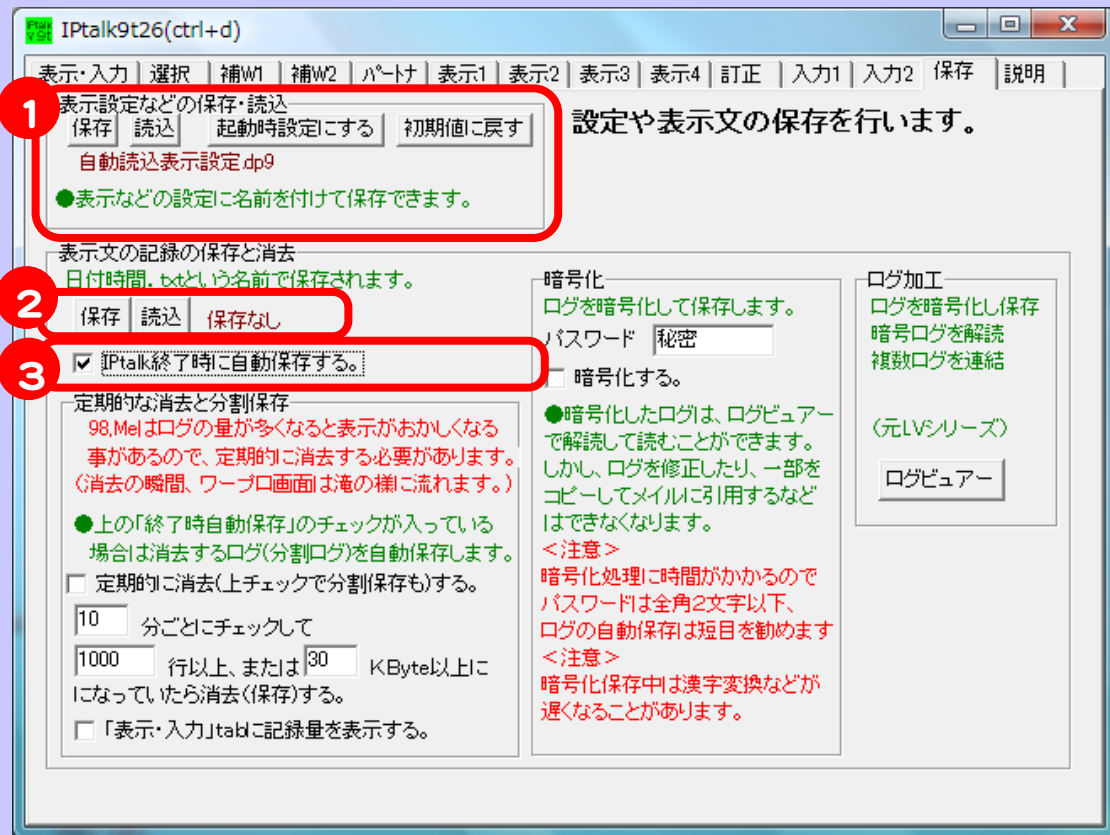 Ptalk v9t IPtalk9t26(ctrl+d)
表示・入力 選択 補W1 補W2 パートナ 表示1 表示2 表示3 表示4 訂正 入力1 入力2 保存 説明
1
表示設定などの保存・読込
保存 読込 起動時設定にする 初期値に戻す
設定や表示文の保存を行います。
自動読込表示設定.dp9
●表示などの設定に名前を付けて保存できます。
表示文の記録の保存と消去
日付時間.txtという名前で保存されます。
2
保存 読込 保存なし
3
IPtalk終了時に自動保存する。
定期的な消去と分割保存
98,Meはログの量が多くなると表示がおかしくなる
事があるので、定期的に消去する必要があります。
(消去の瞬間、ワープロ画面は滝の様に流れます。)
●上の「終了時自動保存」のチェックが入っている
場合は消去するログ(分割ログ)を自動保存します。
定期的に消去(上チェックで分割保存も)する。
10 分ごとにチェックして
1000 行以上、または 30 KByte以上に
になっていたら消去(保存)する。
「表示・入力」tabに記録量を表示する。
暗号化
ログを暗号化して保存します。
パスワード 秘密
暗号化する。
●暗号化したログは、ログビュアー
で解読して読むことができます。
しかし、ログを修正したり、一部を
コピーしてメイルに引用するなど
はできなくなります。
<注意>
暗号化処理に時間がかかるので
パスワードは全角2文字以下、
ログの自動保存は短目を勧めます
<注意>
暗号化保存中は漢字変換などが
遅くなることがあります。
ログ加工
ログを暗号化し保存
暗号ログを解読
複数ログを連結
(元LVシリーズ)
ログビュアー